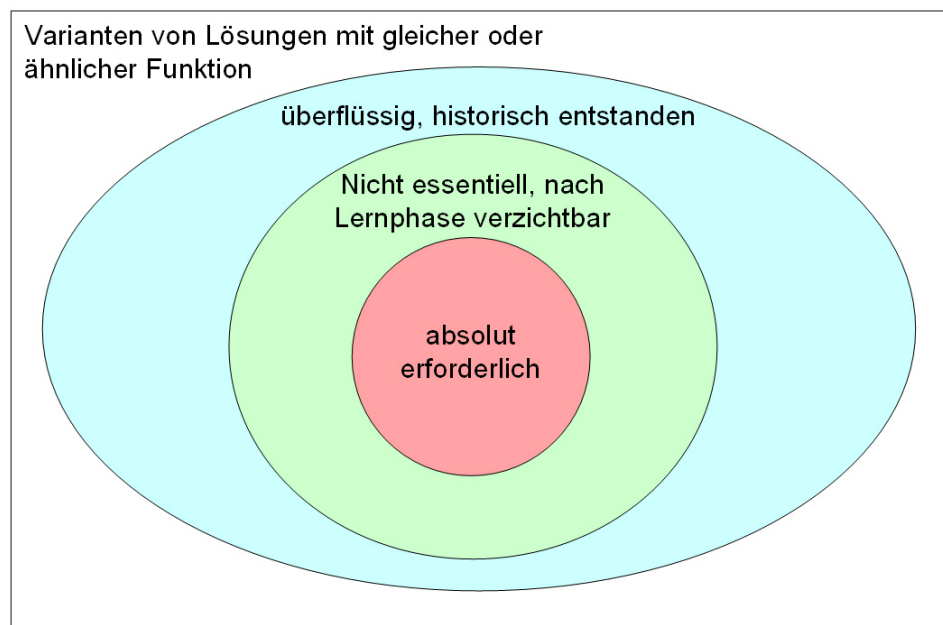 Varianten von Lösungen mit gleicher oder
ähnlicher Funktion
überflüssig, historisch entstanden
Nicht essentiell, nach
Lernphase verzichtbar
absolut
erforderlich